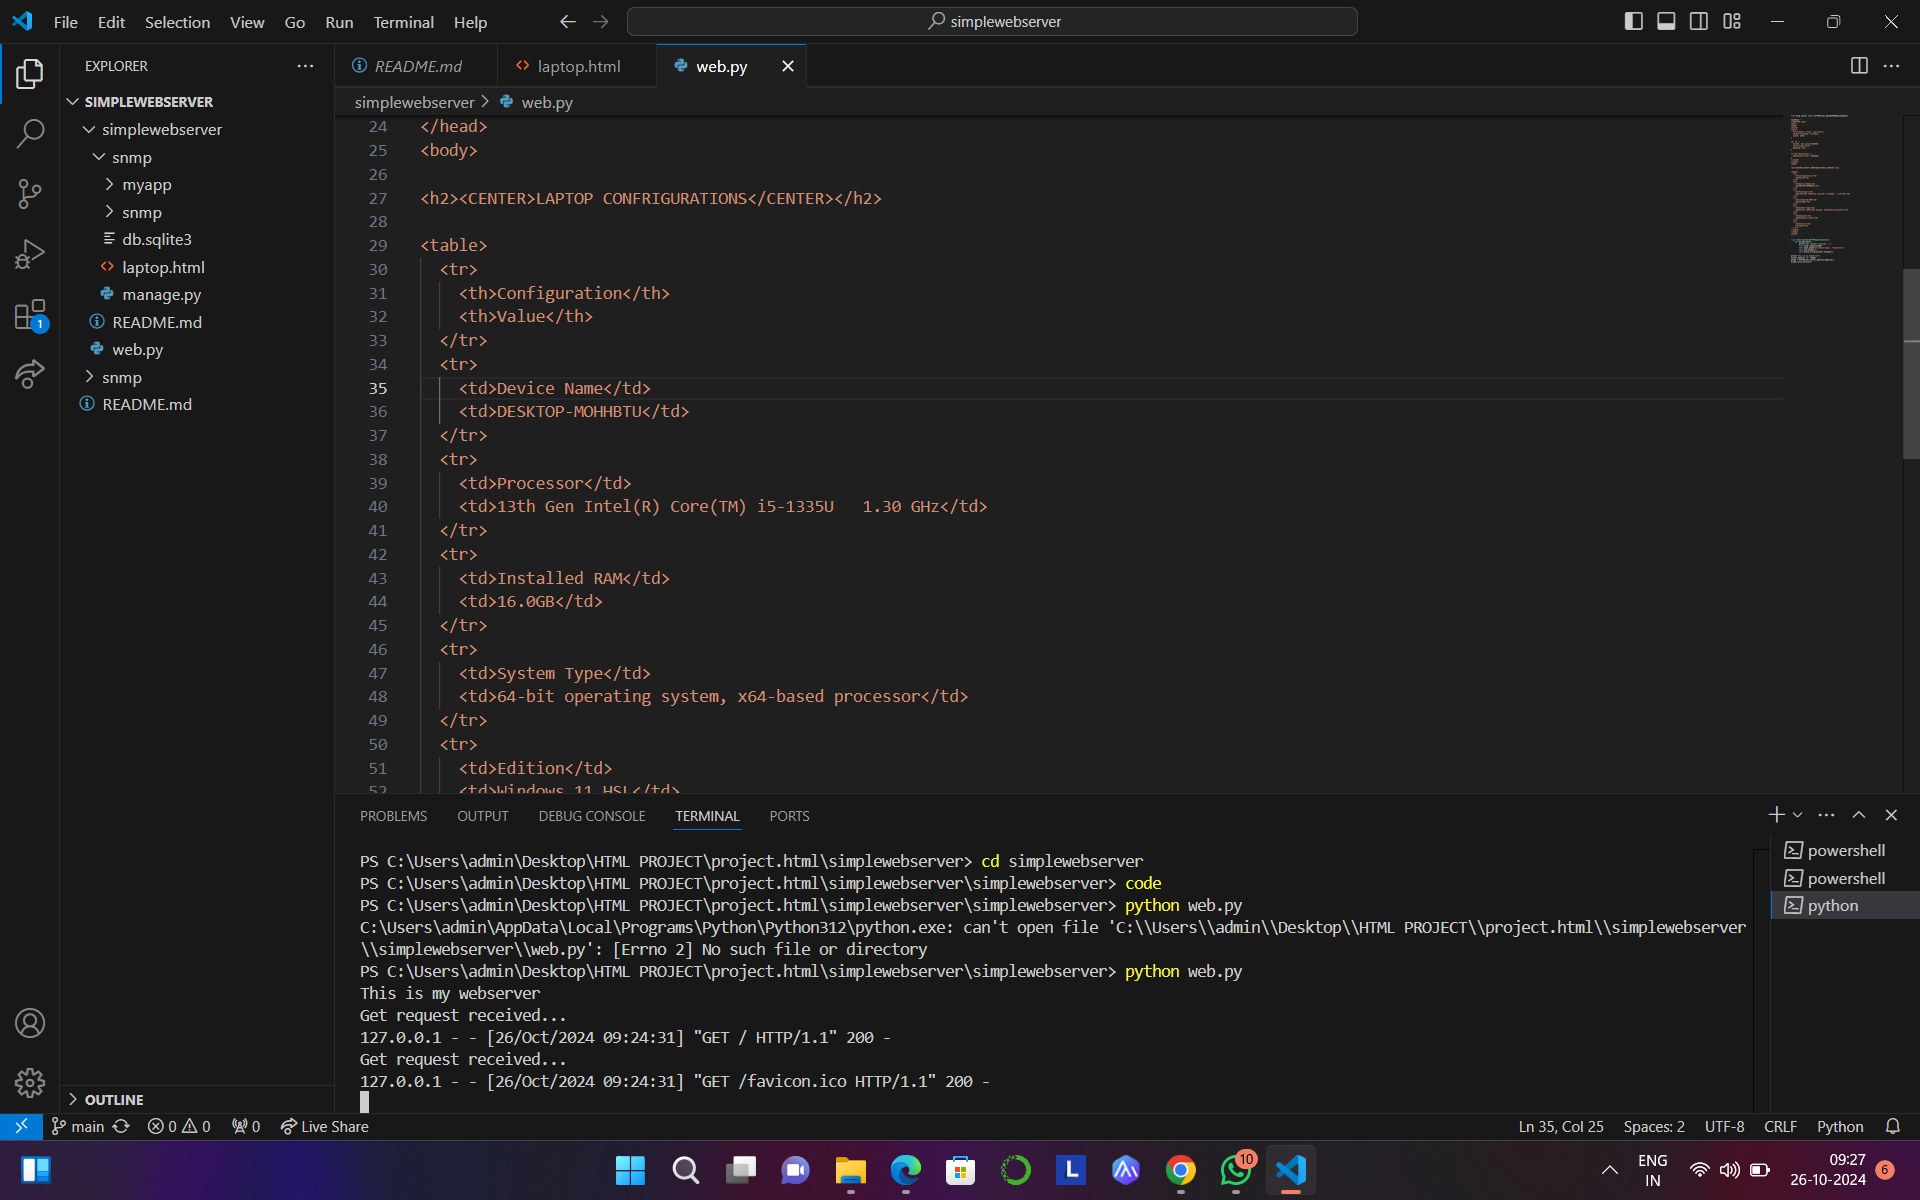 File Edit Selection View Go Run Terminal Help
simplewebserver
EXPLORER
SIMPLEWEBSERVER
simplewebserver
snmp
myapp
snmp
db.sqlite3
laptop.html
manage.py
README.md
web.py
snmp
README.md
OUTLINE
README.md laptop.html web.py
simplewebserver > web.py
24 </head>
25 <body>
26
27 <h2><CENTER>LAPTOP CONFRIGURATIONS</CENTER></h2>
28
29 <table>
30 <tr>
31 <th>Configuration</th>
32 <th>Value</th>
33 </tr>
34 <tr>
35 <td>Device Name</td>
36 <td>DESKTOP-MOHHBTU</td>
37 </tr>
38 <tr>
39 <td>Processor</td>
40 <td>13th Gen Intel(R) Core(TM) i5-1335U   1.30 GHz</td>
41 </tr>
42 <tr>
43 <td>Installed RAM</td>
44 <td>16.0GB</td>
45 </tr>
46 <tr>
47 <td>System Type</td>
48 <td>64-bit operating system, x64-based processor</td>
49 </tr>
50 <tr>
51 <td>Edition</td>
52 <td>Windows 11 HSL</td>
PROBLEMS OUTPUT DEBUG CONSOLE TERMINAL PORTS
PS C:\Users\admin\Desktop\HTML PROJECT\project.html\simplewebserver> cd simplewebserver
PS C:\Users\admin\Desktop\HTML PROJECT\project.html\simplewebserver\simplewebserver> code
PS C:\Users\admin\Desktop\HTML PROJECT\project.html\simplewebserver\simplewebserver> python web.py
C:\Users\admin\AppData\Local\Programs\Python\Python312\python.exe: can't open file 'C:\\Users\\admin\\Desktop\\HTML PROJECT\\project.html\\simplewebserver
\\simplewebserver\\web.py': [Errno 2] No such file or directory
PS C:\Users\admin\Desktop\HTML PROJECT\project.html\simplewebserver\simplewebserver> python web.py
This is my webserver
Get request received...
127.0.0.1 - - [26/Oct/2024 09:24:31] "GET / HTTP/1.1" 200 -
Get request received...
127.0.0.1 - - [26/Oct/2024 09:24:31] "GET /favicon.ico HTTP/1.1" 200 -
powershell
powershell
python
1
main 0 0 0 Live Share
Ln 35, Col 25 Spaces: 2 UTF-8 CRLF Python
L
10
ENG
IN
09:27
26-10-2024
6